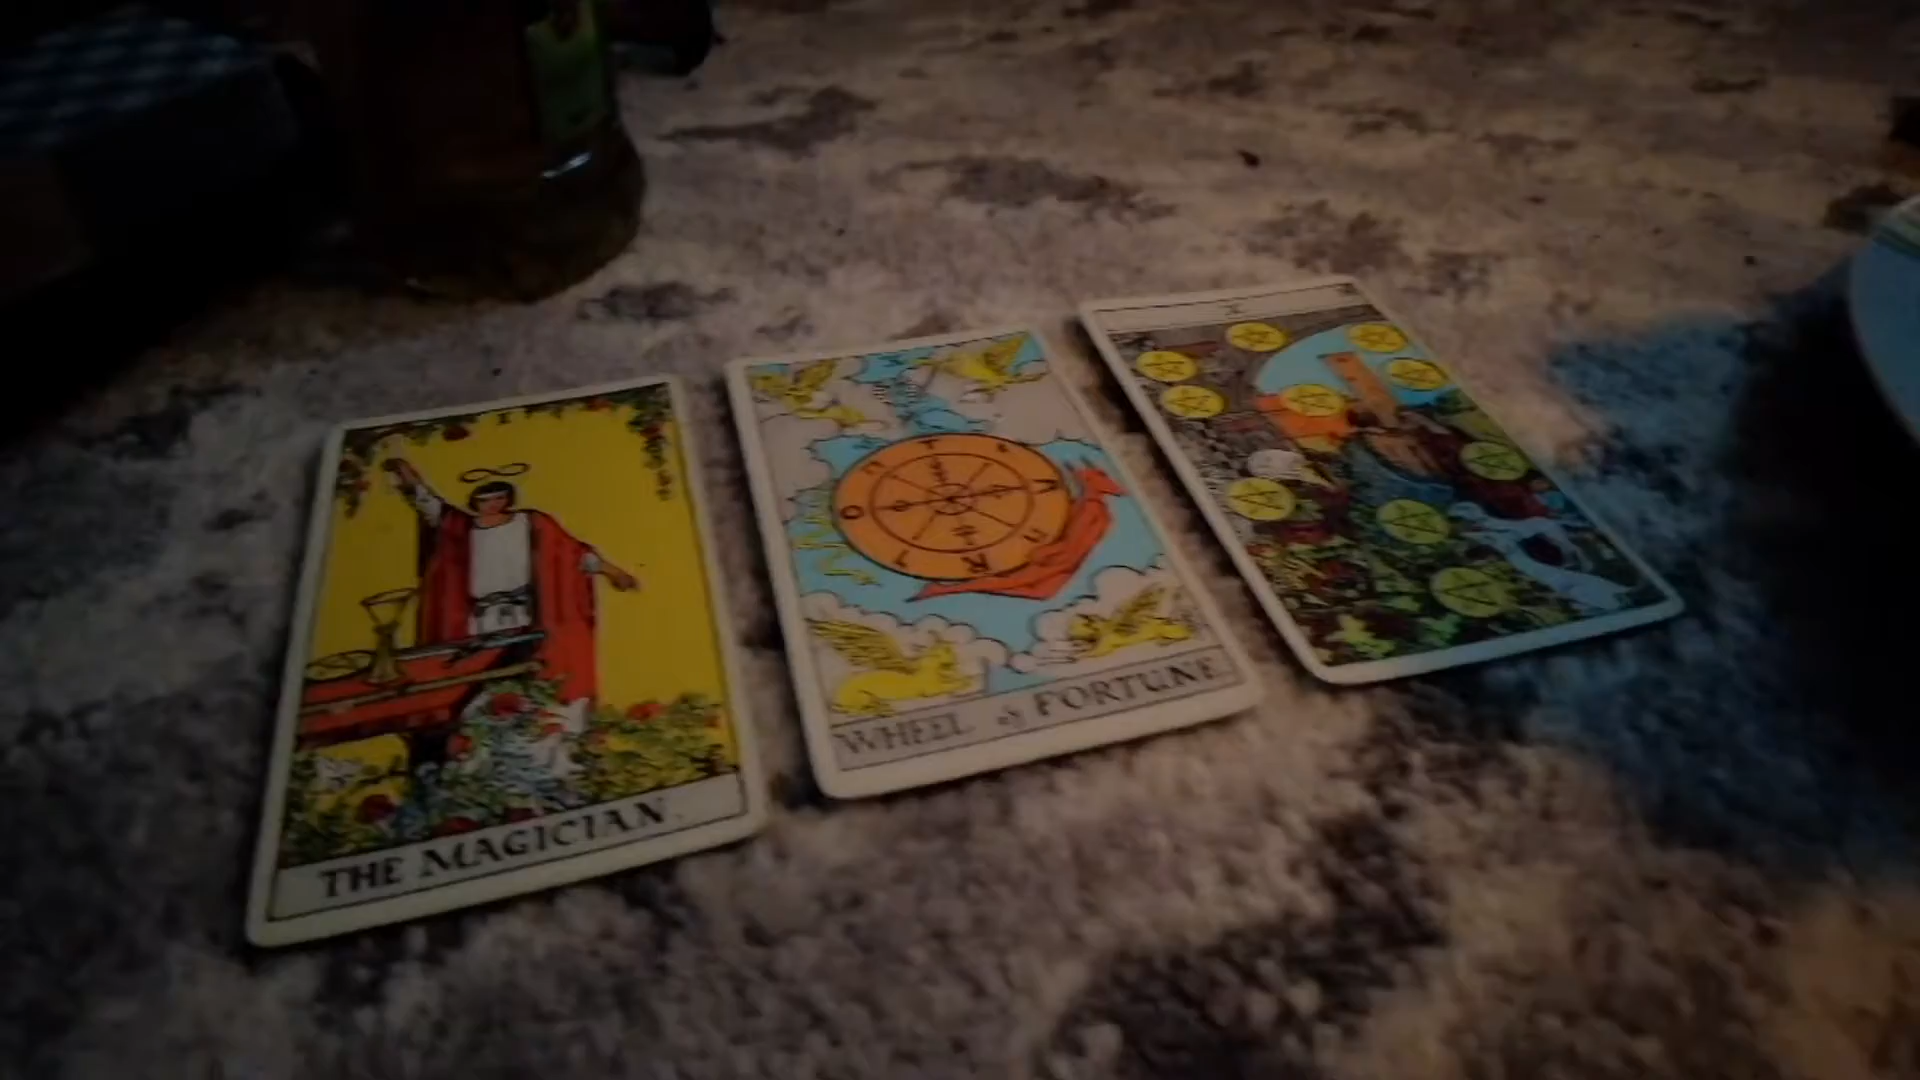 I
THE MAGICIAN.
X
WHEEL of FORTUNE.
T
A
R
O
X